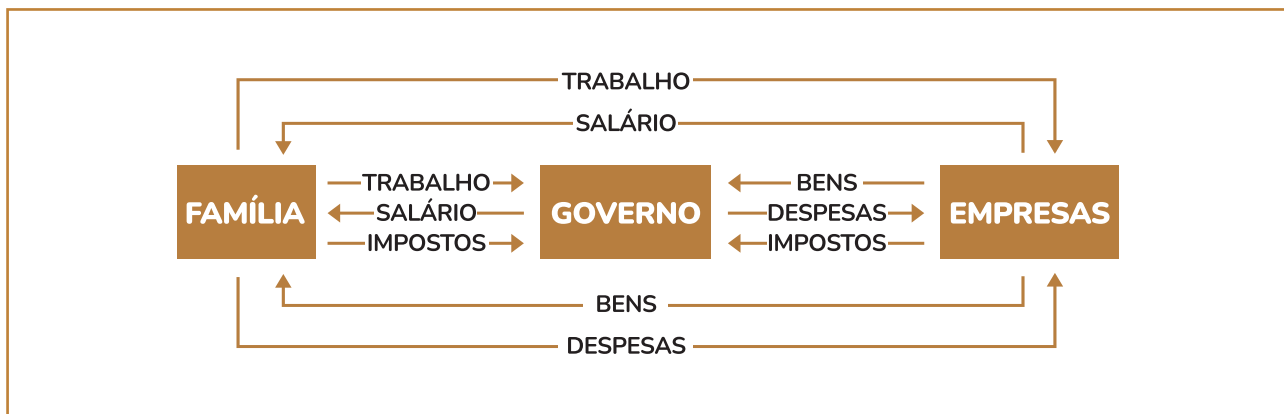 TRABALHO
SALÁRIO
FAMÍLIA
TRABALHO
SALÁRIO
IMPOSTOS
GOVERNO
BENS
DESPESAS
IMPOSTOS
EMPRESAS
BENS
DESPESAS